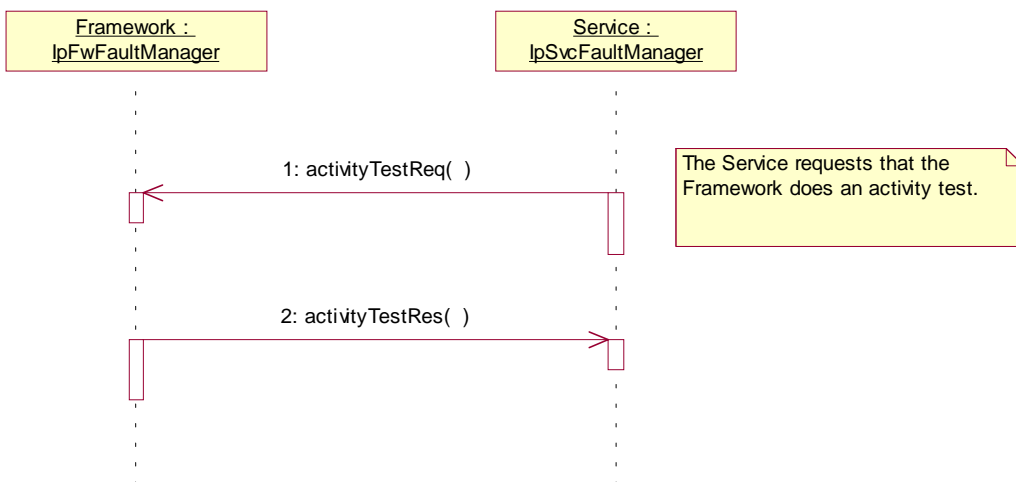 Framework :
IpFwFaultManager
Service :
IpSvcFaultManager
1: activityTestReq( )
The Service requests that the
Framework does an activity test.
2: activityTestRes( )